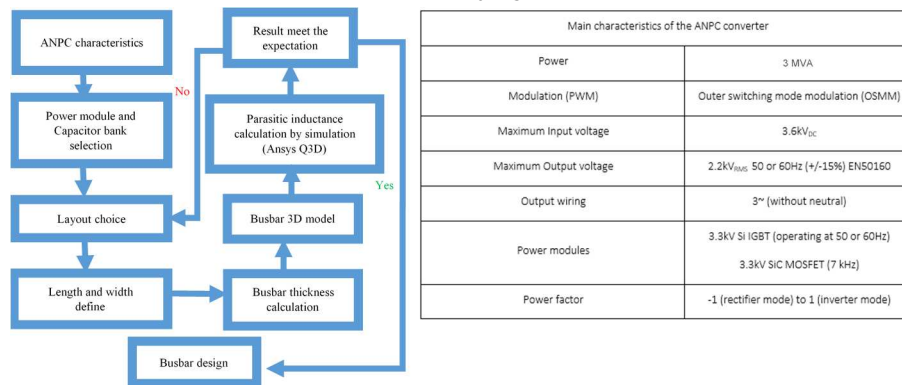 ANPC characteristics
Power module and
Capacitor bank
selection
Layout choice
Length and width
define
Busbar thickness
calculation
Busbar 3D model
Parasitic inductance
calculation by simulation
(Ansys Q3D)
Result meet the
expectation
No
Yes
Busbar design
Main characteristics of the ANPC converter
Power 3 MVA
Modulation (PWM) Outer switching mode modulation (OSMM)
Maximum Input voltage 3.6kVDC
Maximum Output voltage 2.2kVRMS 50 or 60Hz (+/-15%) EN50160
Output wiring 3~ (without neutral)
Power modules 3.3kV Si IGBT (operating at 50 or 60Hz)
3.3kV SiC MOSFET (7 kHz)
Power factor -1 (rectifier mode) to 1 (inverter mode)